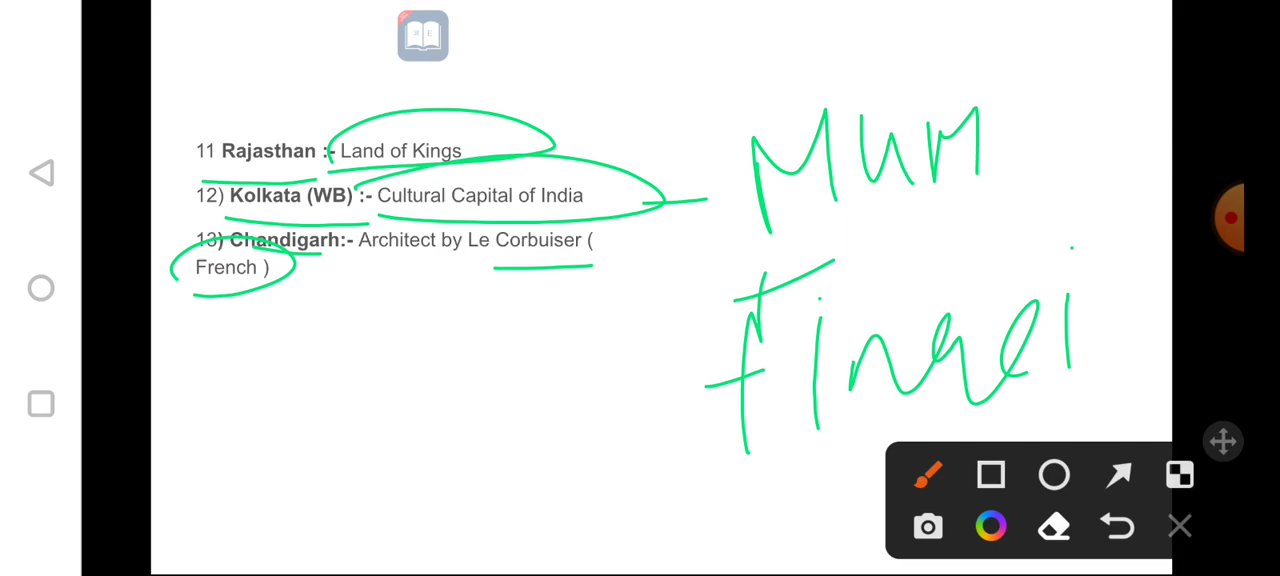 11 Rajasthan :- Land of Kings
12) Kolkata (WB) :- Cultural Capital of India
13) Chandigarh:- Architect by Le Corbuiser (
French )
Mum